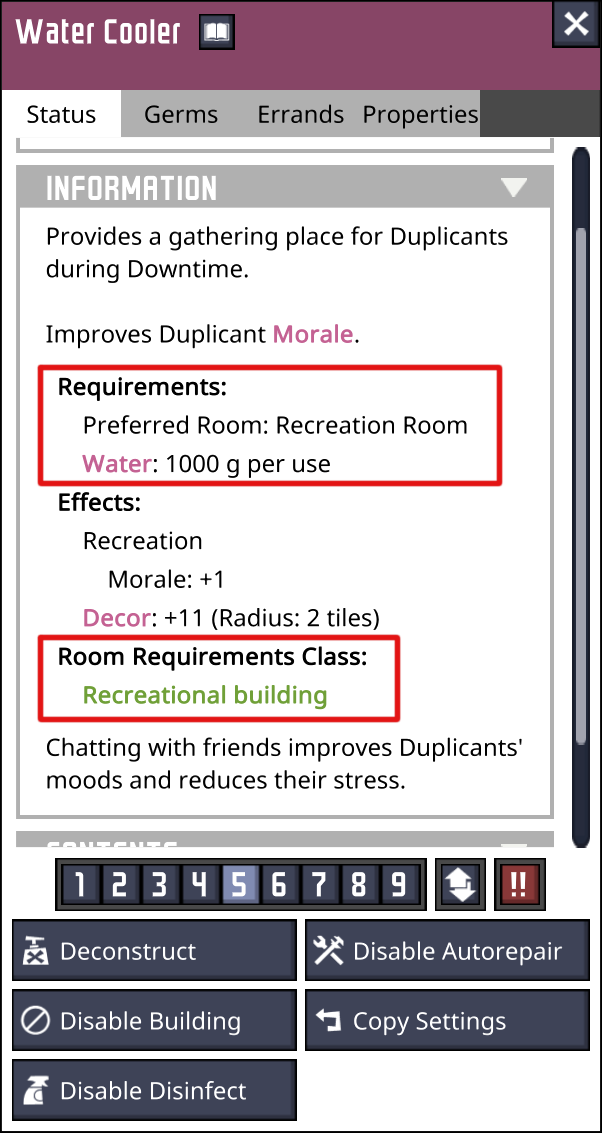 Water Cooler
Status Germs Errands Properties
INFORMATION
Provides a gathering place for Duplicants
during Downtime.
Improves Duplicant Morale.
Requirements:
Preferred Room: Recreation Room
Water: 1000 g per use
Effects:
Recreation
Morale: +1
Decor: +11 (Radius: 2 tiles)
Room Requirements Class:
Recreational building
Chatting with friends improves Duplicants'
moods and reduces their stress.
CONTENTS
1 2 3 4 5 6 7 8 9 !!
Deconstruct Disable Autorepair
Disable Building Copy Settings
Disable Disinfect